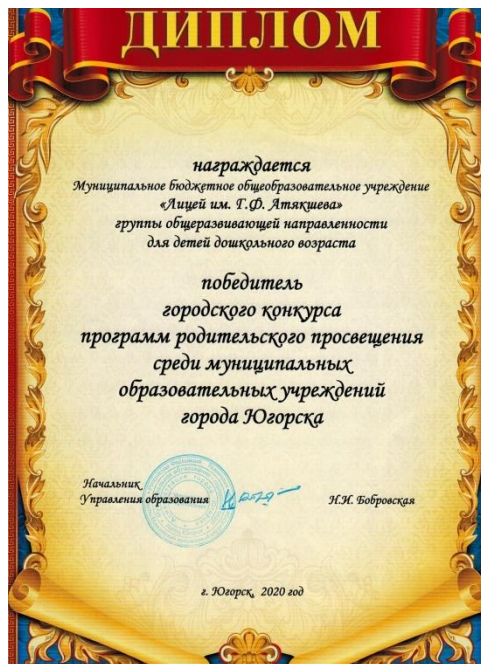 ДИПЛОМ
награждается
Муниципальное бюджетное общеобразовательное учреждение
«Лицей им. Г.Ф. Атякшева»
группы общеразвивающей направленности
для детей дошкольного возраста
победитель
городского конкурса
программ родительского просвещения
среди муниципальных
образовательных учреждений
города Югорска
Начальник
Управления образования
Н.И. Бобровская
г. Югорск, 2020 год